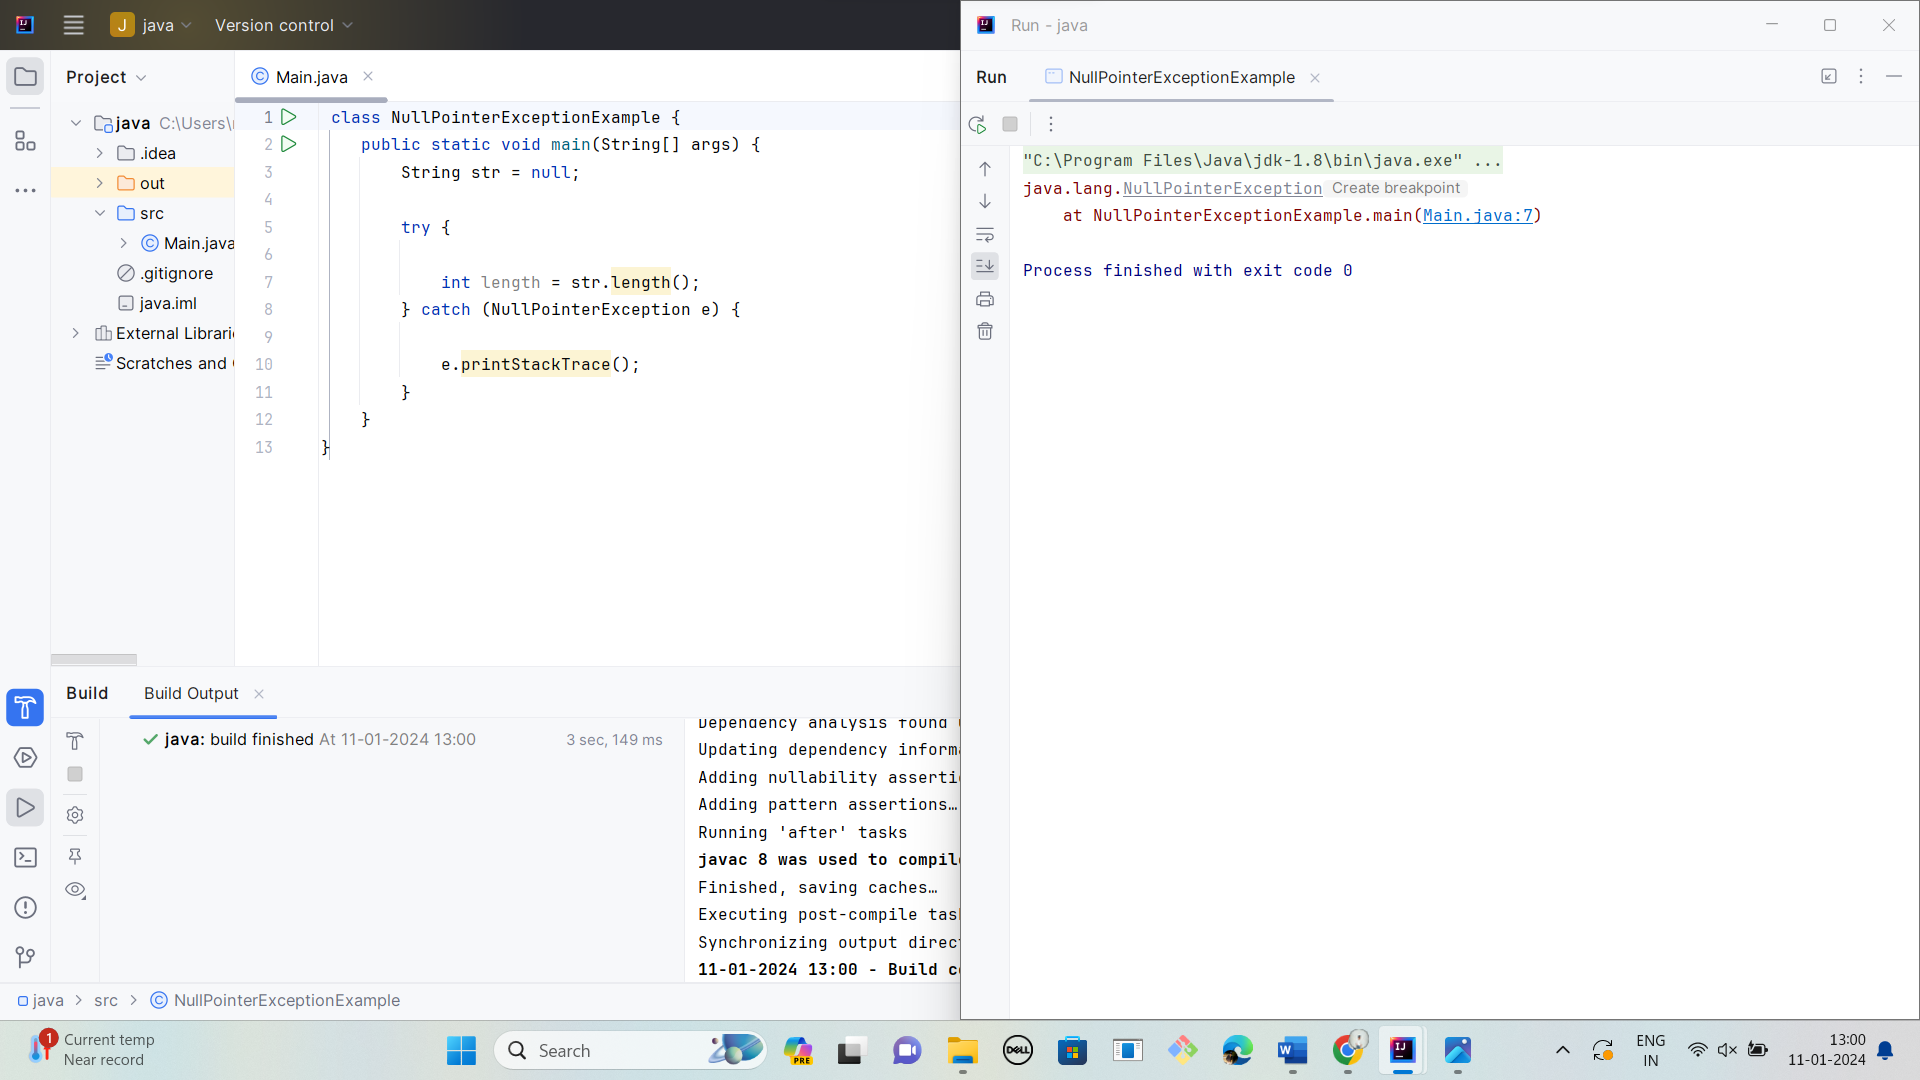 J java Version control
Project
Main.java
java C:\Users\
.idea
out
src
Main.java
.gitignore
java.iml
External Librari
Scratches and
1 class NullPointerExceptionExample {
2 public static void main(String[] args) {
3 String str = null;
4
5 try {
6
7 int length = str.length();
8 } catch (NullPointerException e) {
9
10 e.printStackTrace();
11 }
12 }
13 }
Run - java
Run NullPointerExceptionExample
"C:\Program Files\Java\jdk-1.8\bin\java.exe" ...
java.lang.NullPointerException Create breakpoint
at NullPointerExceptionExample.main(Main.java:7)
Process finished with exit code 0
Build Build Output
java: build finished At 11-01-2024 13:00 3 sec, 149 ms
Dependency analysis found
Updating dependency inform
Adding nullability asserti
Adding pattern assertions…
Running 'after' tasks
javac 8 was used to compil
Finished, saving caches…
Executing post-compile tas
Synchronizing output direc
11-01-2024 13:00 - Build c
java > src > NullPointerExceptionExample
1
Current temp
Near record
Search
PRE
DELL
W
ENG
IN
13:00
11-01-2024